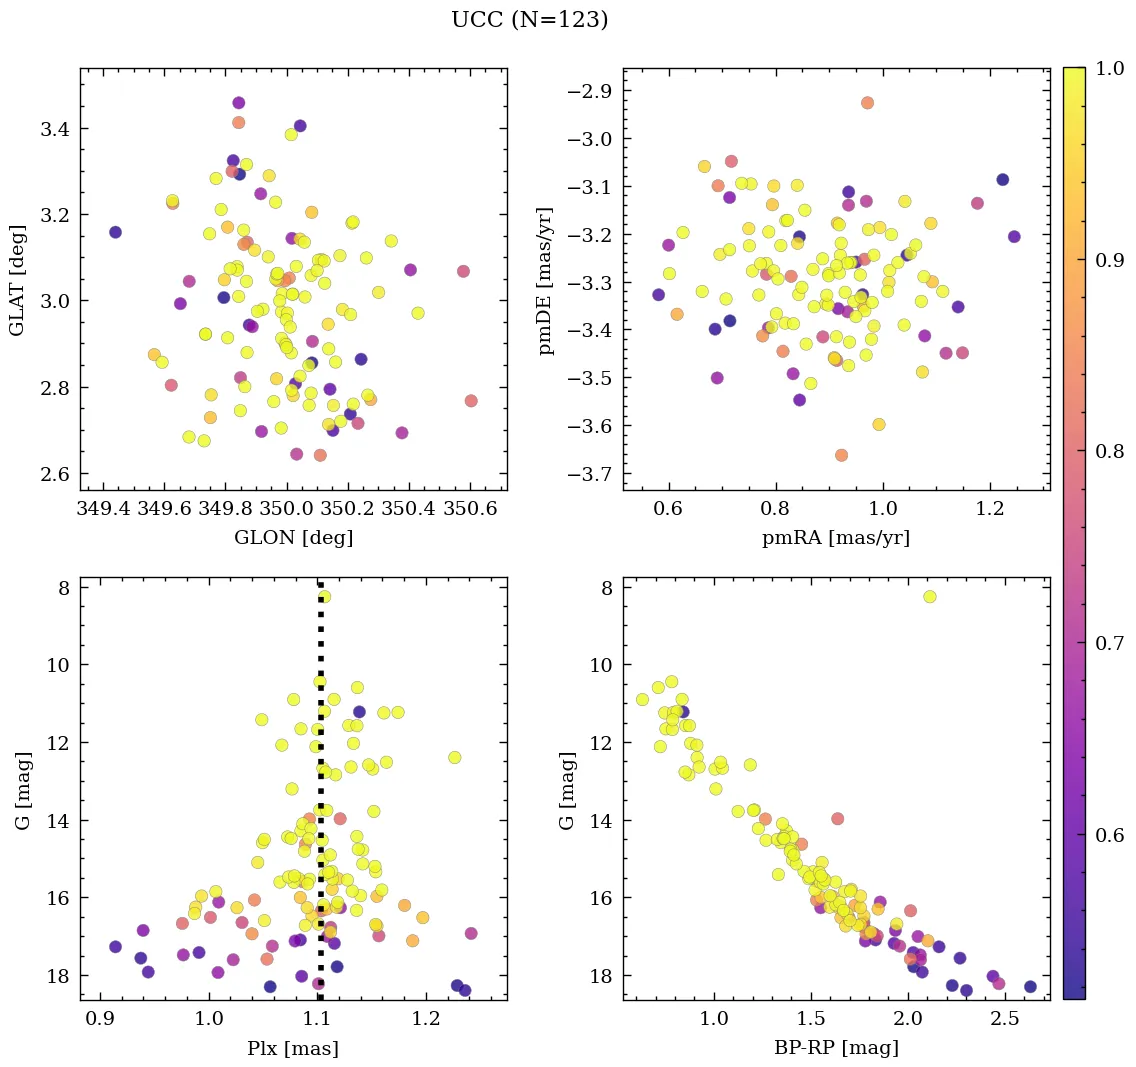 UCC (N=123)
3.4
3.2
3.0
2.8
2.6
GLAT [deg]
349.4 349.6 349.8 350.0 350.2 350.4 350.6
GLON [deg]
−2.9
−3.0
−3.1
−3.2
−3.3
−3.4
−3.5
−3.6
−3.7
pmDE [mas/yr]
0.6 0.8 1.0 1.2
pmRA [mas/yr]
8
10
12
14
16
18
G [mag]
0.9 1.0 1.1 1.2
Plx [mas]
8
10
12
14
16
18
G [mag]
1.0 1.5 2.0 2.5
BP-RP [mag]
1.0
0.9
0.8
0.7
0.6